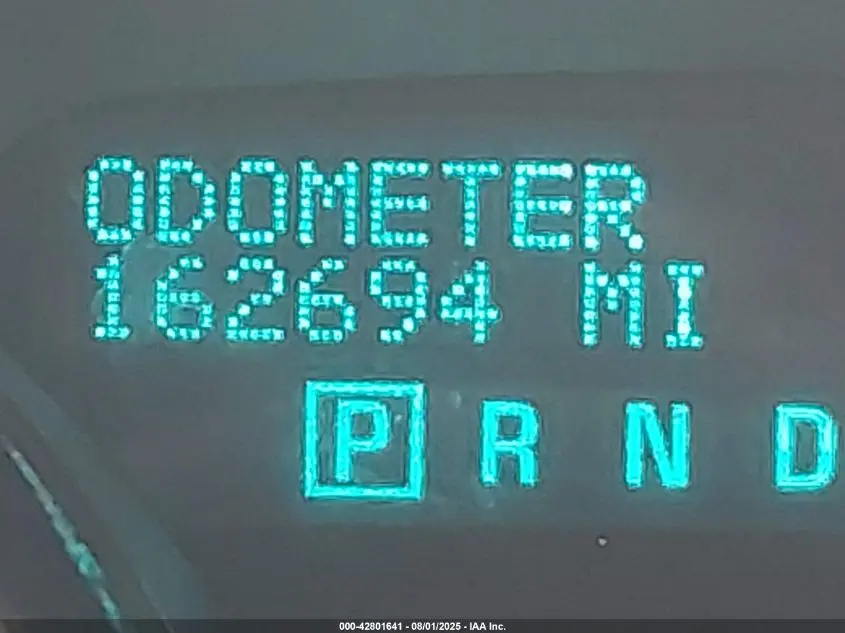 ODOMETER
162694 MI
P R N D
000-42801641 - 08/01/2025 - IAA Inc.